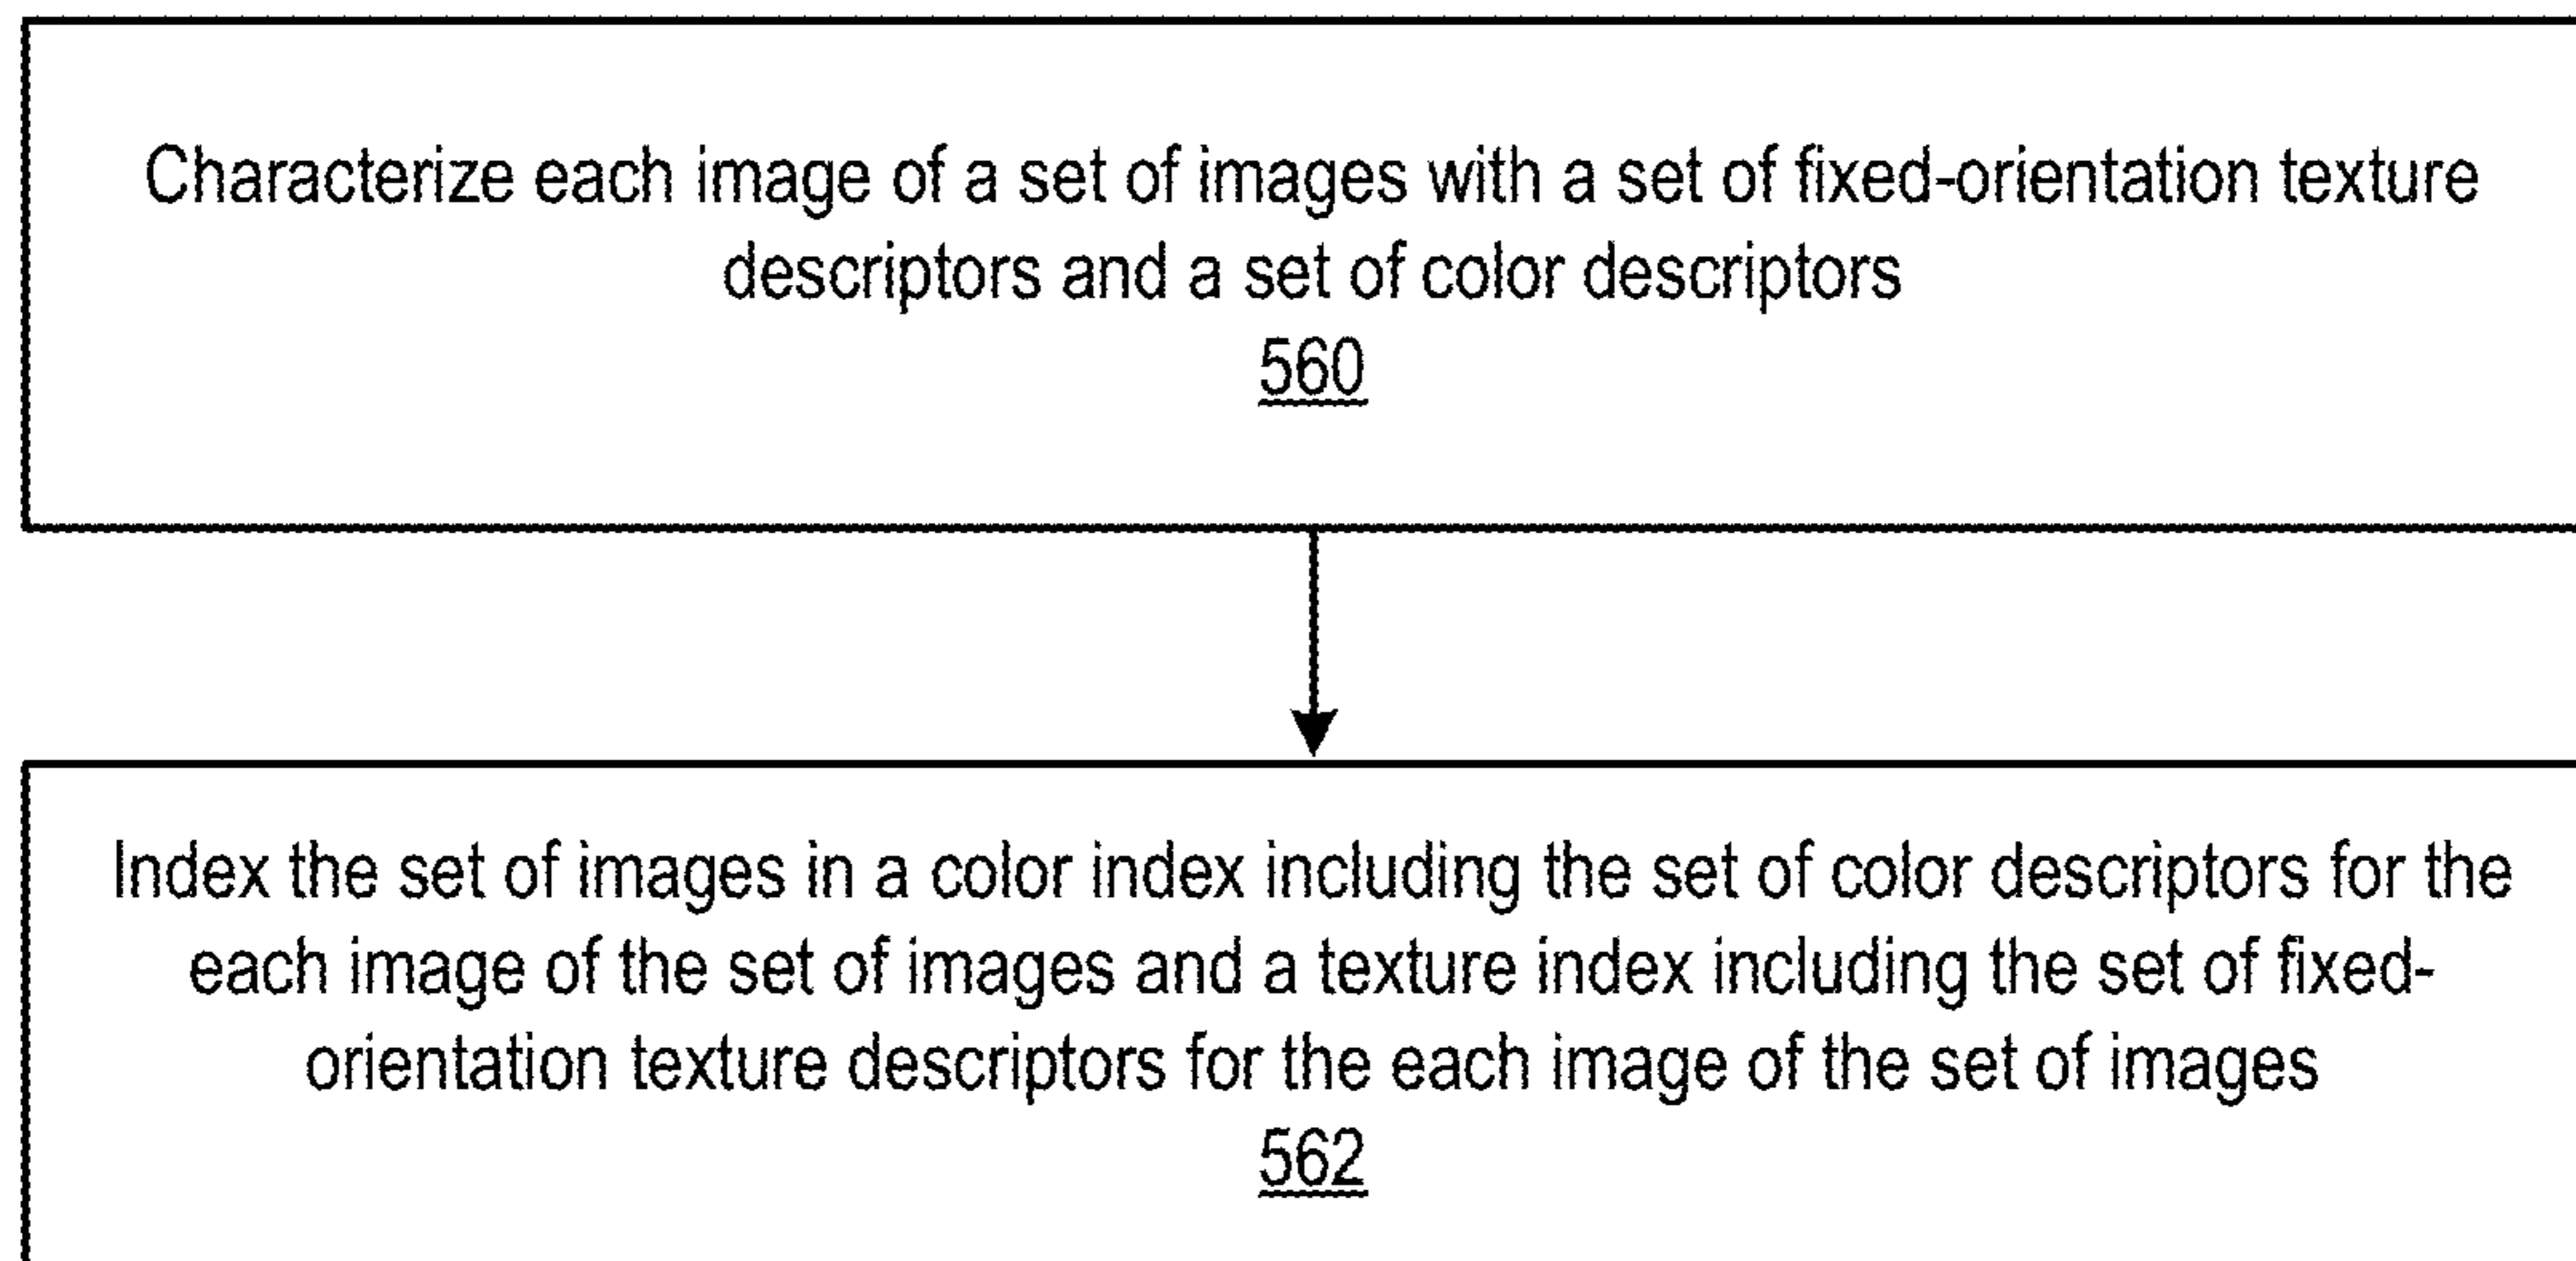 Characterize each image of a set of images with a set of fixed-orientation texture
descriptors and a set of color descriptors
560
Index the set of images in a color index including the set of color descriptors for the
each image of the set of images and a texture index including the set of fixed-
orientation texture descriptors for the each image of the set of images
562